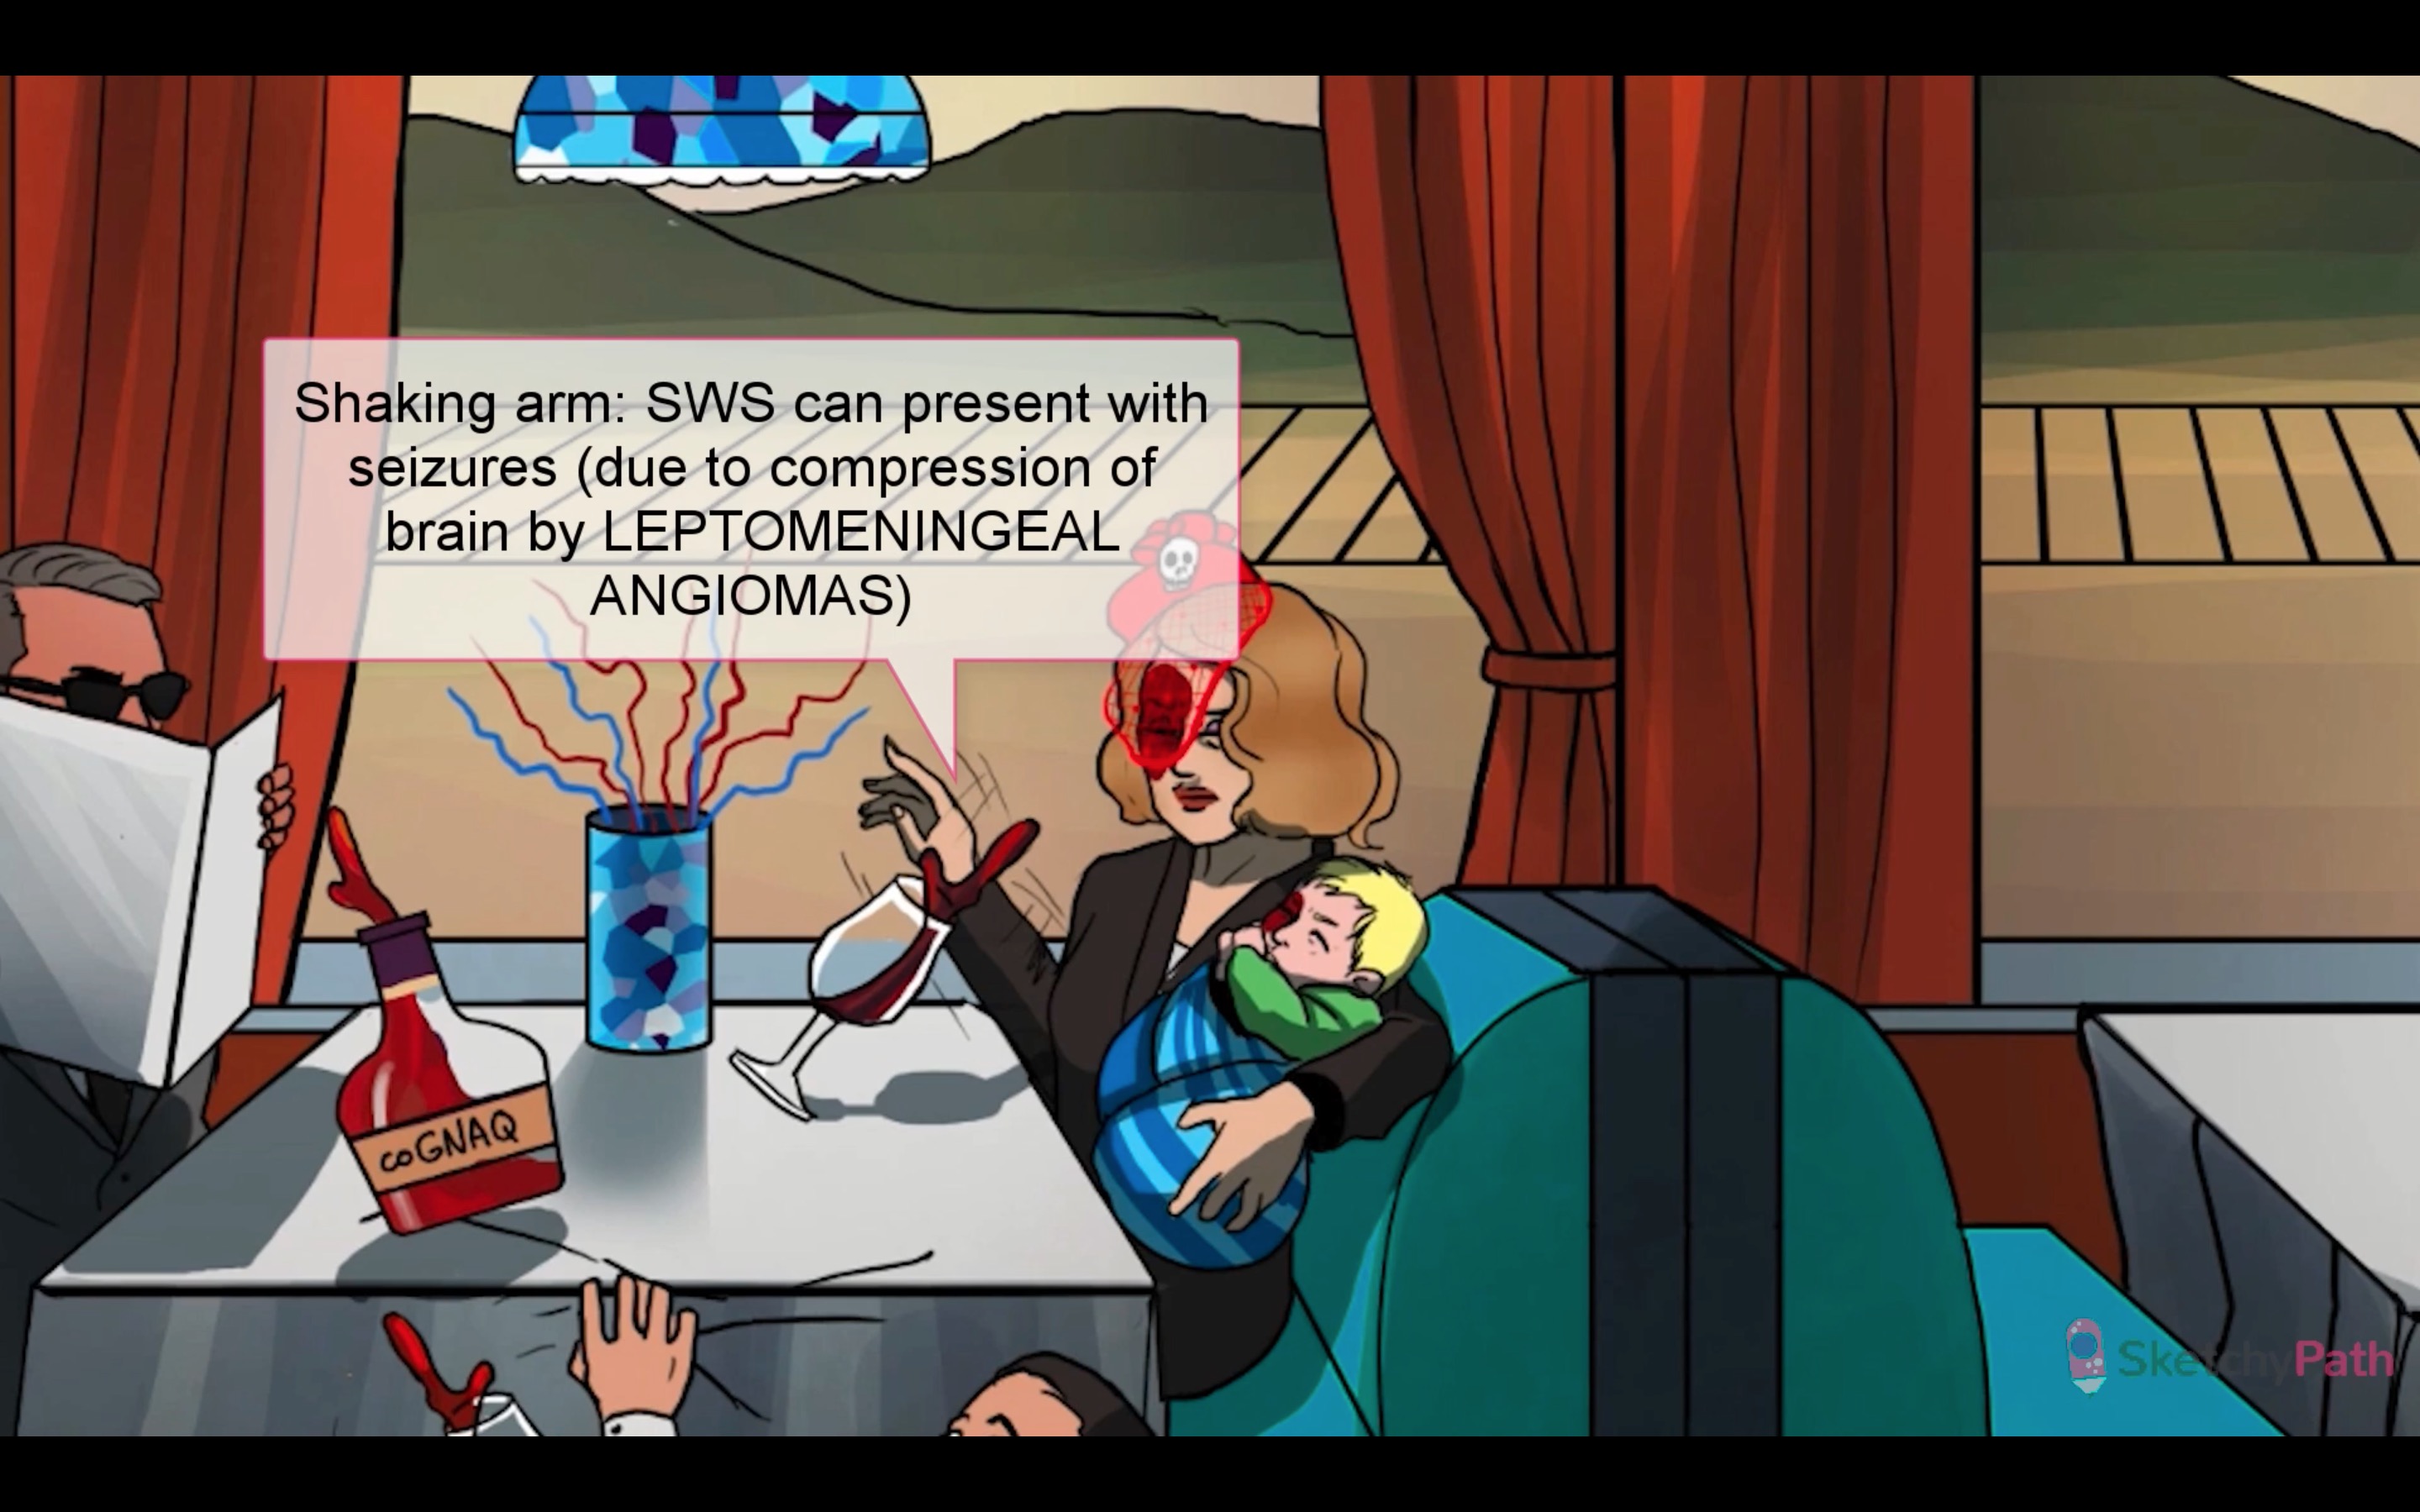 Shaking arm: SWS can present with
seizures (due to compression of
brain by LEPTOMENINGEAL
ANGIOMAS)
coGNAQ
SketchyPath